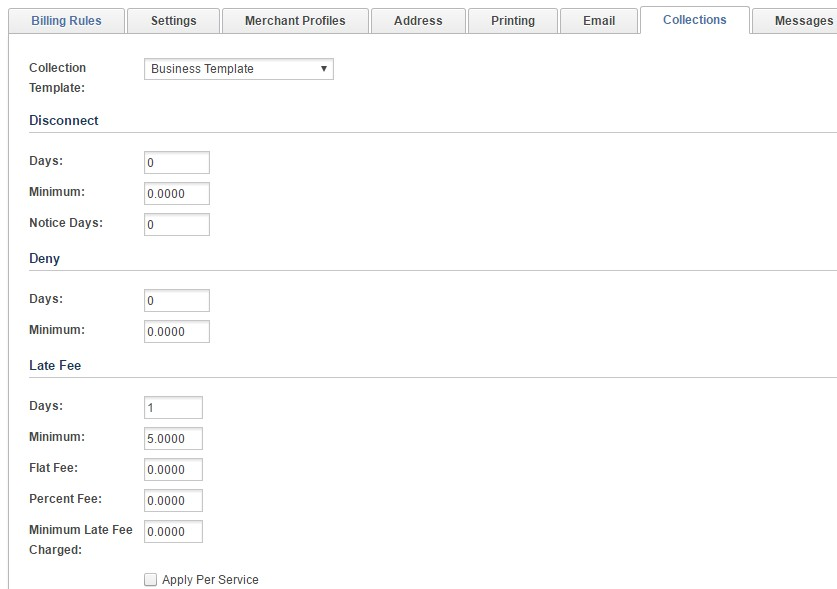 Billing Rules Settings Merchant Profiles Address Printing Email Collections Messages
Collection Template: Business Template
Disconnect
Days: 0
Minimum: 0.0000
Notice Days: 0
Deny
Days: 0
Minimum: 0.0000
Late Fee
Days: 1
Minimum: 5.0000
Flat Fee: 0.0000
Percent Fee: 0.0000
Minimum Late Fee Charged: 0.0000
Apply Per Service